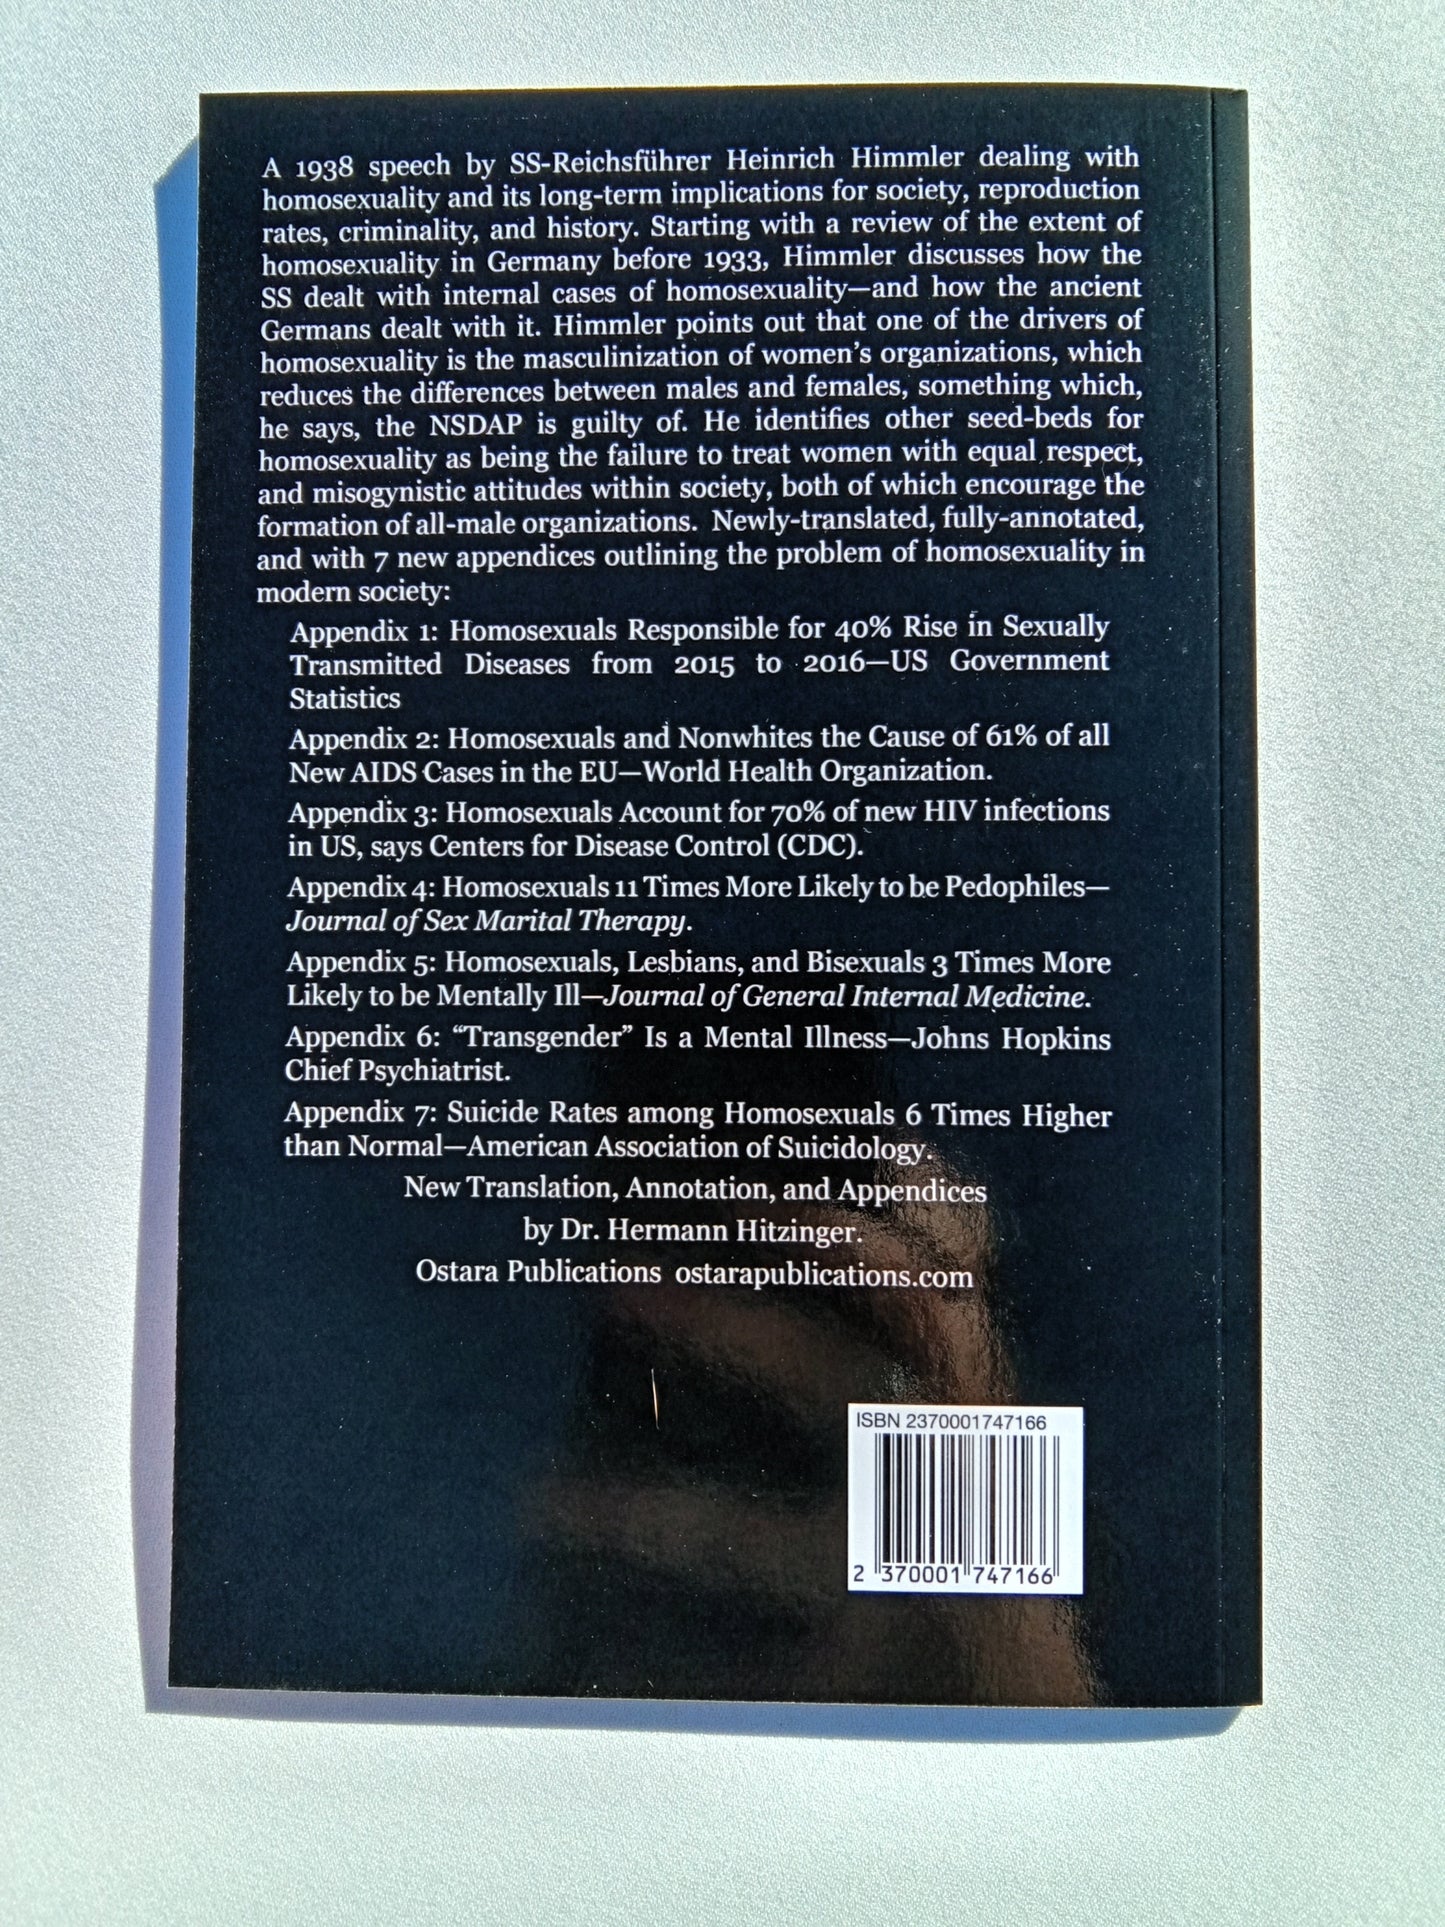 A 1938 speech by SS-Reichsführer Heinrich Himmler dealing with
homosexuality and its long-term implications for society, reproduction
rates, criminality, and history. Starting with a review of the extent of
homosexuality in Germany before 1933, Himmler discusses how the
SS dealt with internal cases of homosexuality—and how the ancient
Germans dealt with it. Himmler points out that one of the drivers of
homosexuality is the masculinization of women's organizations, which
reduces the differences between males and females, something which,
he says, the NSDAP is guilty of. He identifies other seed-beds for
homosexuality as being the failure to treat women with equal respect,
and misogynistic attitudes within society, both of which encourage the
formation of all-male organizations. Newly-translated, fully-annotated,
and with 7 new appendices outlining the problem of homosexuality in
modern society:
Appendix 1: Homosexuals Responsible for 40% Rise in Sexually
Transmitted Diseases from 2015 to 2016—US Government
Statistics
Appendix 2: Homosexuals and Nonwhites the Cause of 61% of all
New AIDS Cases in the EU—World Health Organization.
Appendix 3: Homosexuals Account for 70% of new HIV infections
in US, says Centers for Disease Control (CDC).
Appendix 4: Homosexuals 11 Times More Likely to be Pedophiles—
Journal of Sex Marital Therapy.
Appendix 5: Homosexuals, Lesbians, and Bisexuals 3 Times More
Likely to be Mentally Ill—Journal of General Internal Medicine.
Appendix 6: “Transgender” Is a Mental Illness—Johns Hopkins
Chief Psychiatrist.
Appendix 7: Suicide Rates among Homosexuals 6 Times Higher
than Normal—American Association of Suicidology.
New Translation, Annotation, and Appendices
by Dr. Hermann Hitzinger.
Ostara Publications ostarapublications.com
ISBN 2370001747166
2 370001 747166